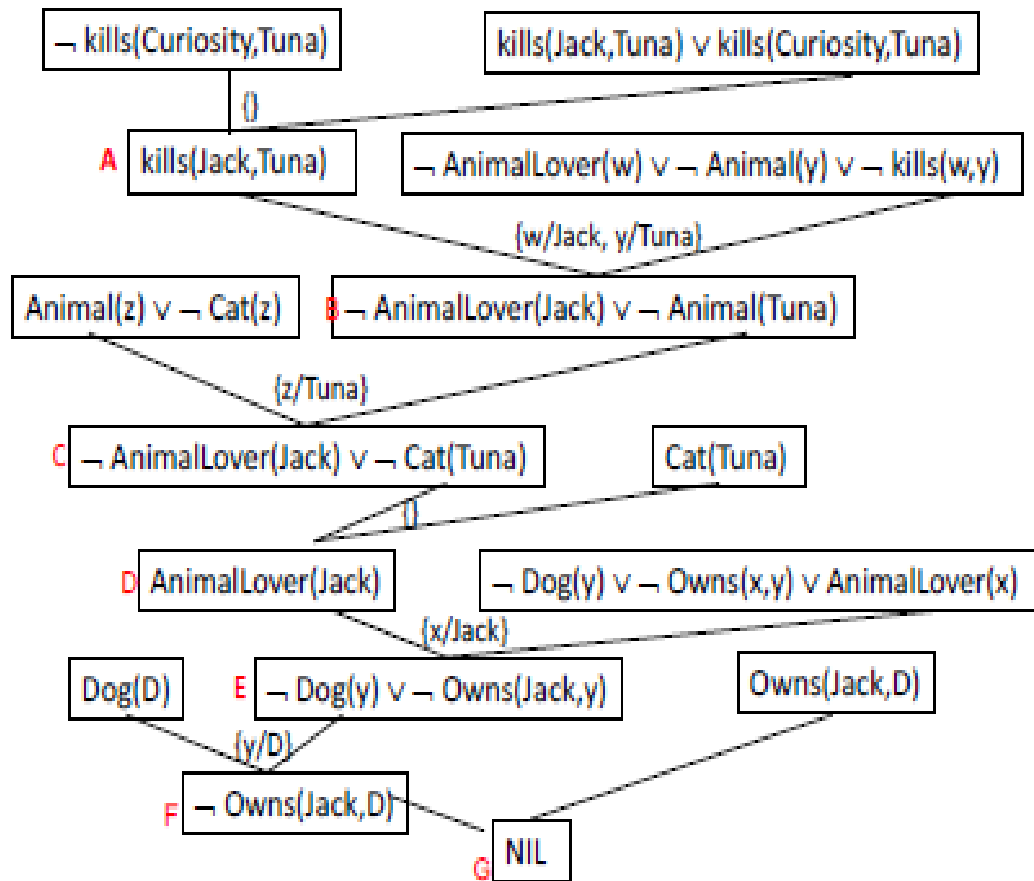 ¬ kills(Curiosity,Tuna)
kills(Jack,Tuna) ∨ kills(Curiosity,Tuna)
{}
A kills(Jack,Tuna)
¬ AnimalLover(w) ∨ ¬ Animal(y) ∨ ¬ kills(w,y)
{w/Jack, y/Tuna}
Animal(z) ∨ ¬ Cat(z)
B ¬ AnimalLover(Jack) ∨ ¬ Animal(Tuna)
{z/Tuna}
C ¬ AnimalLover(Jack) ∨ ¬ Cat(Tuna)
Cat(Tuna)
{}
D AnimalLover(Jack)
¬ Dog(y) ∨ ¬ Owns(x,y) ∨ AnimalLover(x)
{x/Jack}
Dog(D)
E ¬ Dog(y) ∨ ¬ Owns(Jack,y)
Owns(Jack,D)
{y/D}
F ¬ Owns(Jack,D)
G NIL